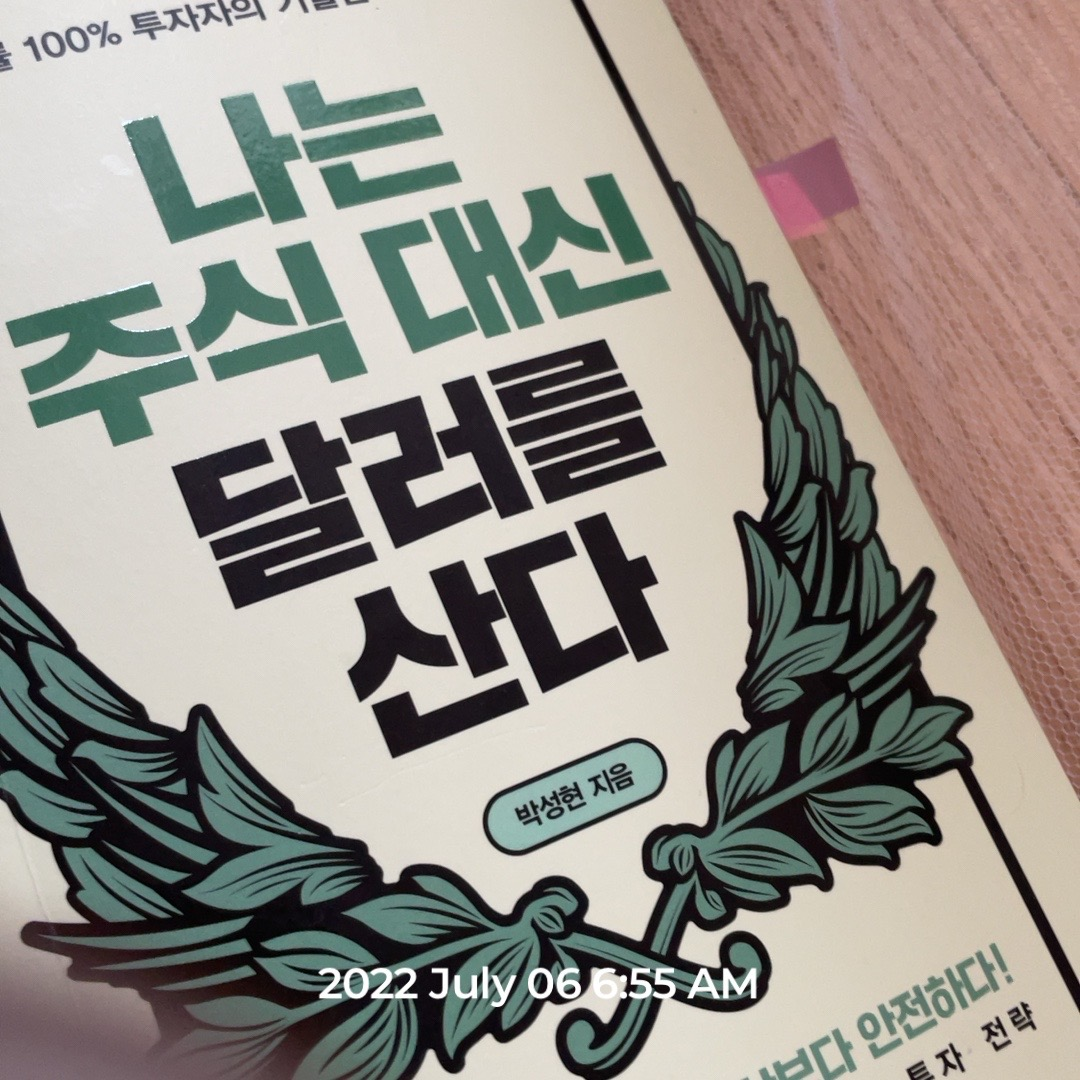 100% 투자자의
나는
주식 대신
달러를
산다
박성현 지음
2022 July 06 6:55 AM
안전하다!
투자 전략